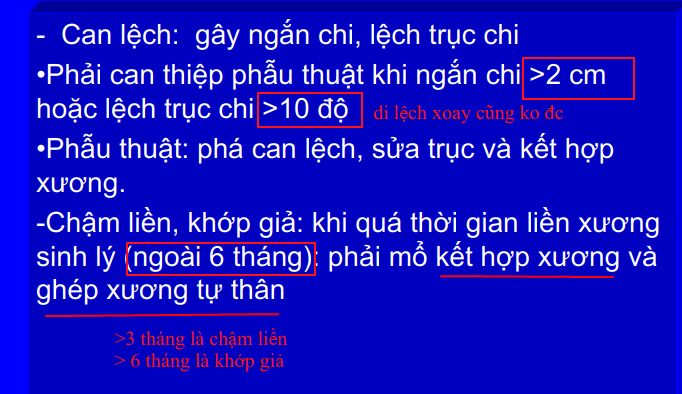 - Can lệch: gây ngắn chi, lệch trục chi
•Phải can thiệp phẫu thuật khi ngắn chi >2 cm
hoặc lệch trục chi >10 độ di lệch xoay cũng ko đc
•Phẫu thuật: phá can lệch, sửa trục và kết hợp
xương.
-Chậm liền, khớp giả: khi quá thời gian liền xương
sinh lý (ngoài 6 tháng): phải mổ kết hợp xương và
ghép xương tự thân
>3 tháng là chậm liền
> 6 tháng là khớp giả